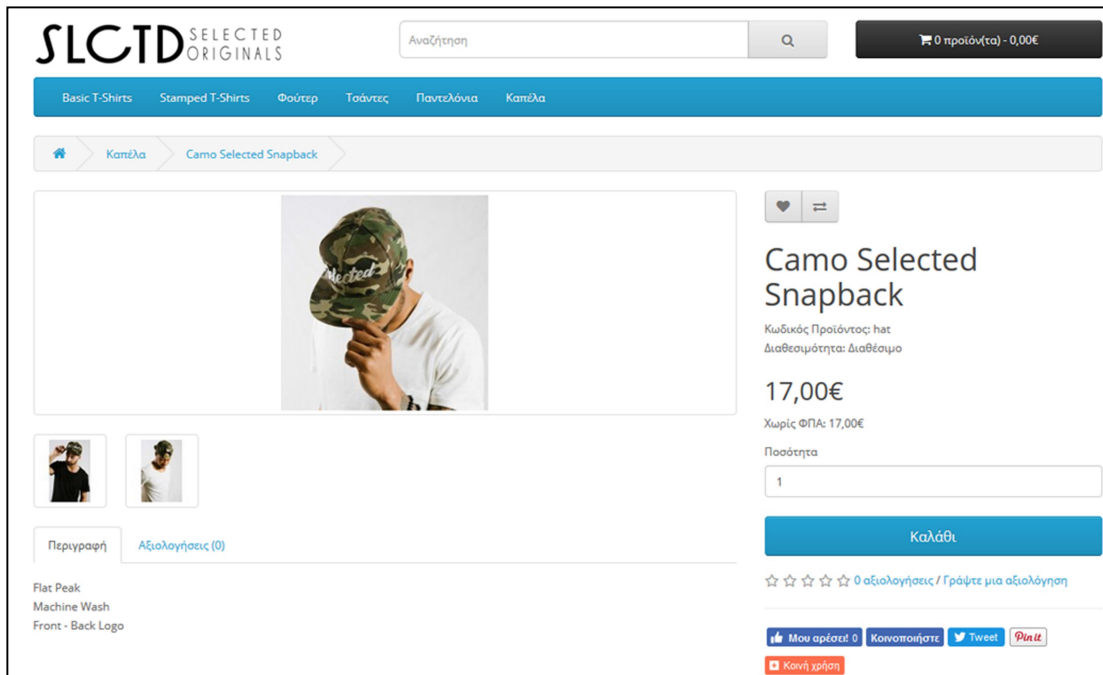 SLCTD SELECTED
ORIGINALS
Αναζήτηση
0 προϊόν(τα) - 0,00€
Basic T-Shirts Stamped T-Shirts Φούτερ Τσάντες Παντελόνια Καπέλα
Καπέλα Camo Selected Snapback
Selected
Camo Selected
Snapback
Κωδικός Προϊόντος: hat
Διαθεσιμότητα: Διαθέσιμο
17,00€
Χωρίς ΦΠΑ: 17,00€
Ποσότητα
1
Καλάθι
0 αξιολογήσεις / Γράψτε μια αξιολόγηση
Μου αρέσει! 0 Κοινοποιήστε Tweet Pin it
Κοινή χρήση
Περιγραφή Αξιολογήσεις (0)
Flat Peak
Machine Wash
Front - Back Logo